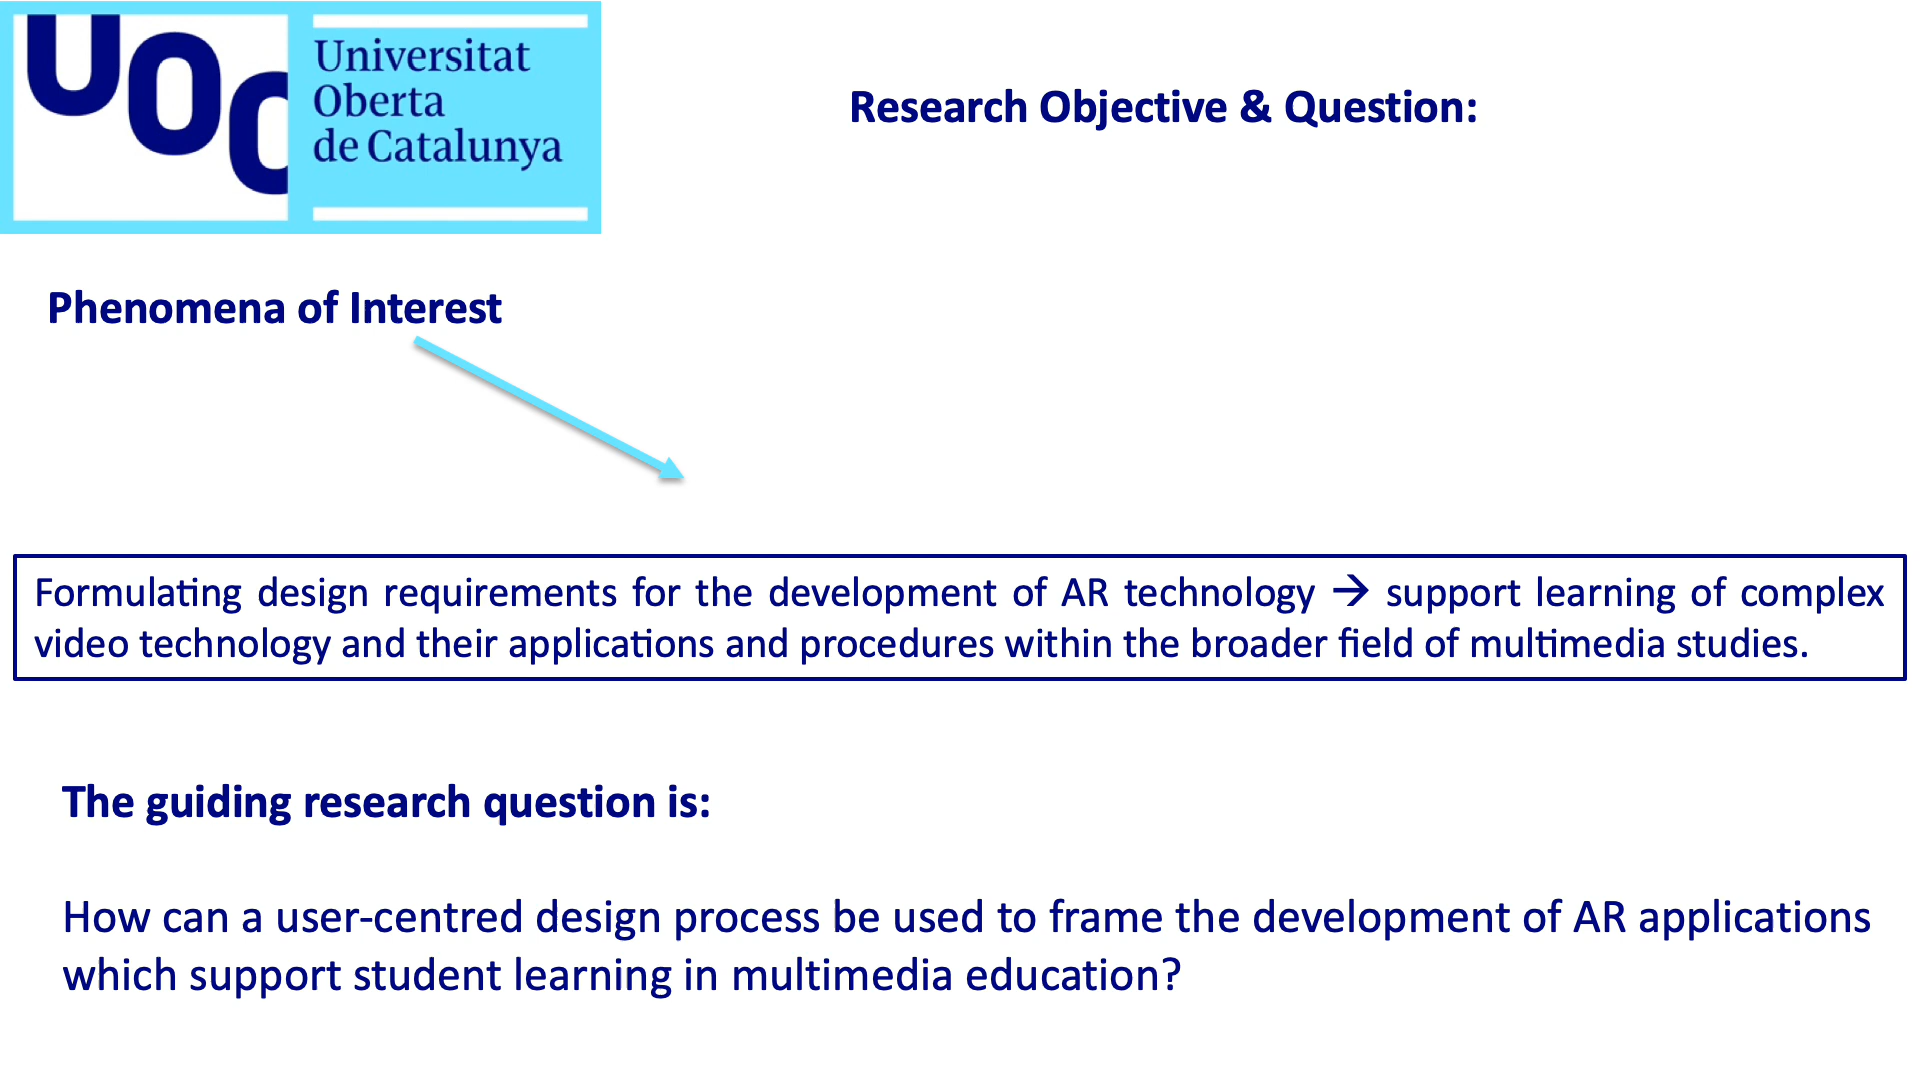 UOC
Universitat
Oberta
de Catalunya
Research Objective & Question:
Phenomena of Interest
Formulating design requirements for the development of AR technology → support learning of complex
video technology and their applications and procedures within the broader field of multimedia studies.
The guiding research question is:
How can a user-centred design process be used to frame the development of AR applications
which support student learning in multimedia education?